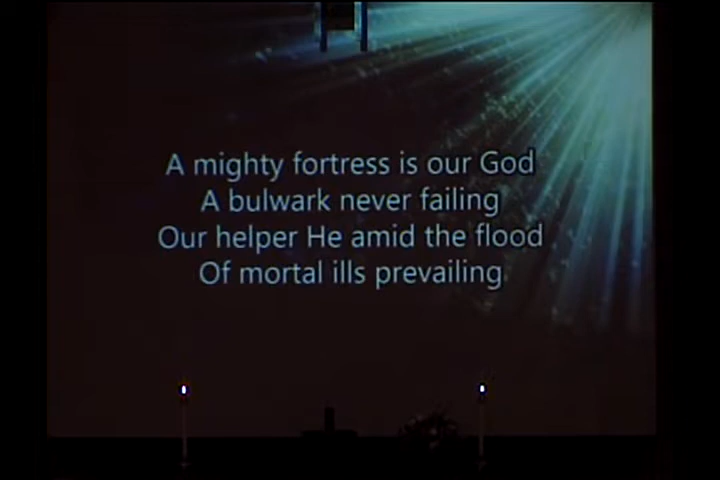 A mighty fortress is our God
A bulwark never failing
Our helper He amid the flood
Of mortal ills prevailing